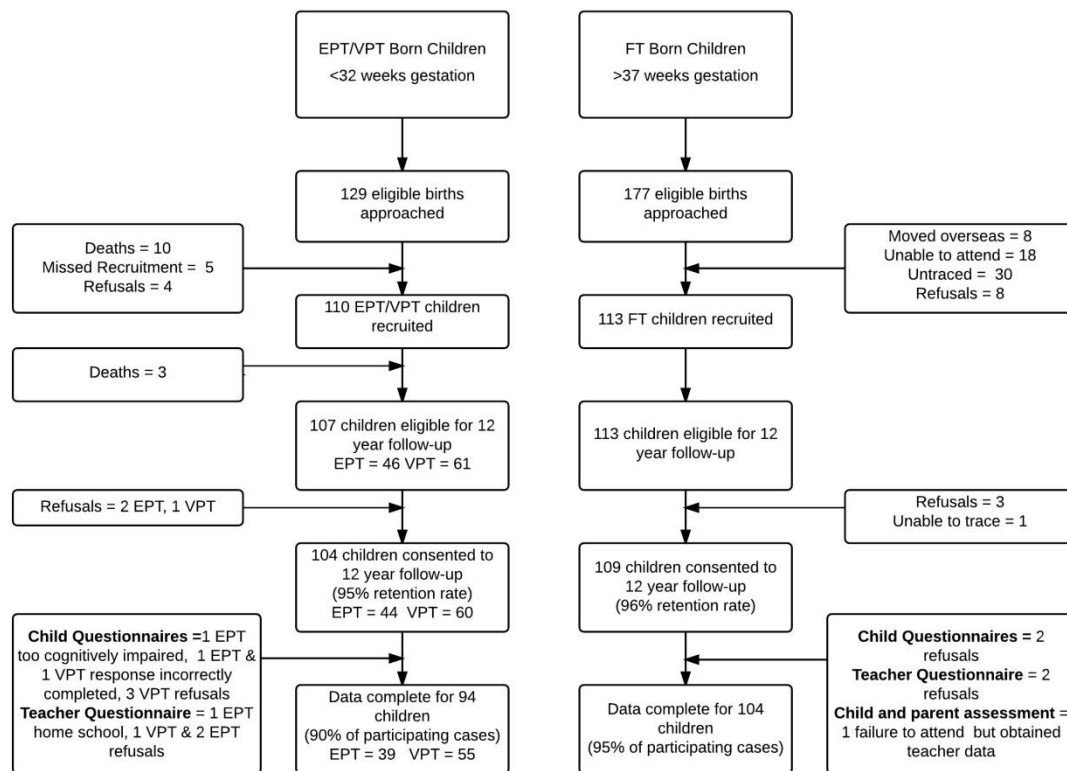 EPT/VPT Born Children
<32 weeks gestation
FT Born Children
>37 weeks gestation
129 eligible births
approached
177 eligible births
approached
Deaths = 10
Missed Recruitment = 5
Refusals = 4
Moved overseas = 8
Unable to attend = 18
Untraced = 30
Refusals = 8
110 EPT/VPT children
recruited
113 FT children recruited
Deaths = 3
107 children eligible for 12
year follow-up
EPT = 46 VPT = 61
113 children eligible for 12
year follow-up
Refusals = 2 EPT, 1 VPT
Refusals = 3
Unable to trace = 1
104 children consented to
12 year follow-up
(95% retention rate)
EPT = 44 VPT = 60
109 children consented to
12 year follow-up
(96% retention rate)
Child Questionnaires =1 EPT
too cognitively impaired, 1 EPT &
1 VPT response incorrectly
completed, 3 VPT refusals
Teacher Questionnaire = 1 EPT
home school, 1 VPT & 2 EPT
refusals
Child Questionnaires = 2
refusals
Teacher Questionnaire = 2
refusals
Child and parent assessment =
1 failure to attend but obtained
teacher data
Data complete for 94
children
(90% of participating cases)
EPT = 39 VPT = 55
Data complete for 104
children
(95% of participating cases)